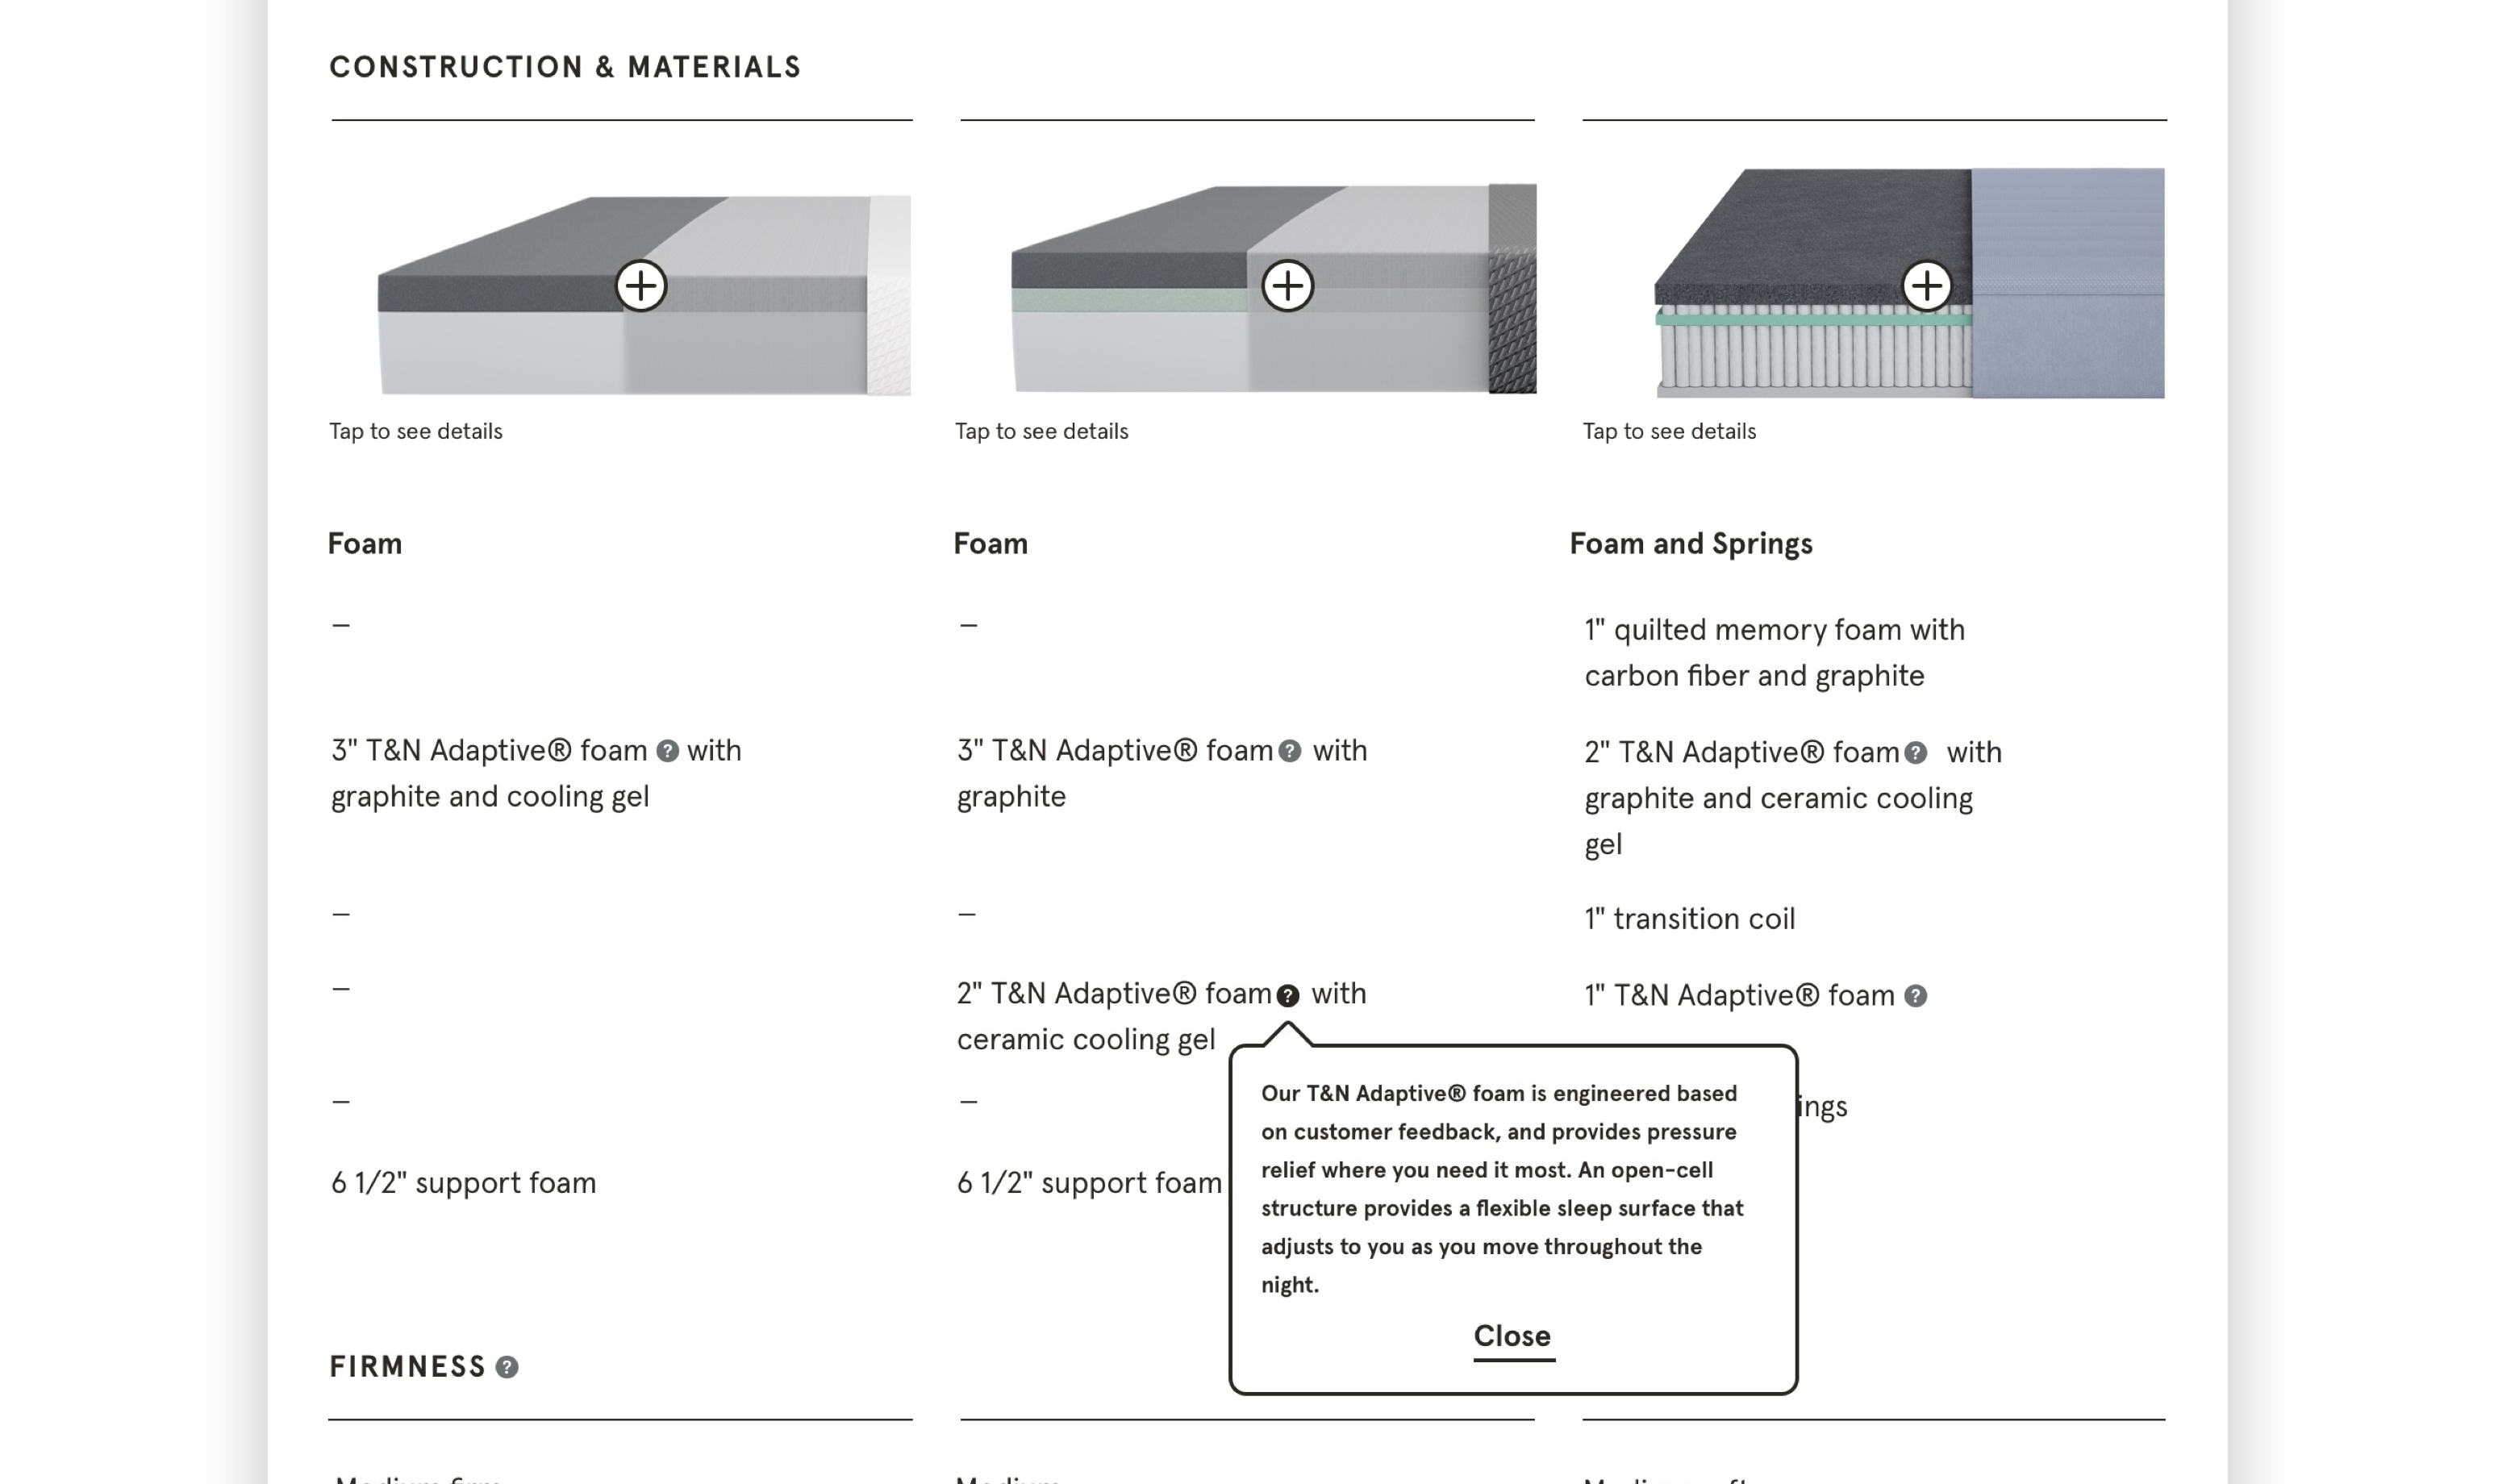 CONSTRUCTION & MATERIALS
Tap to see details
Tap to see details
Tap to see details
Foam
Foam
Foam and Springs
–
–
1" quilted memory foam with
carbon fiber and graphite
3" T&N Adaptive® foam ? with
graphite and cooling gel
3" T&N Adaptive® foam ? with
graphite
2" T&N Adaptive® foam ? with
graphite and ceramic cooling
gel
–
–
1" transition coil
–
2" T&N Adaptive® foam ? with
ceramic cooling gel
1" T&N Adaptive® foam ?
–
–
ings
6 1/2" support foam
6 1/2" support foam
Our T&N Adaptive® foam is engineered based
on customer feedback, and provides pressure
relief where you need it most. An open-cell
structure provides a flexible sleep surface that
adjusts to you as you move throughout the
night.
Close
FIRMNESS ?